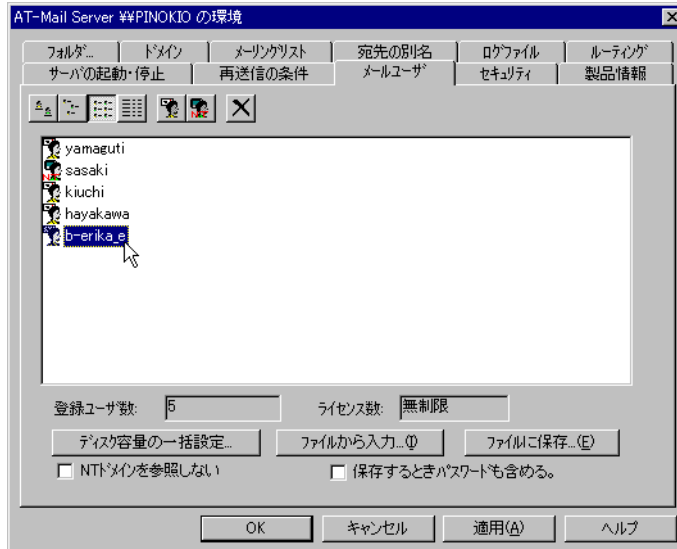 AT-Mail Server ¥¥PINOKIO の環境
ﾌｫﾙﾀﾞ... ﾄﾞﾒｲﾝ ﾒｰﾘﾝｸﾞﾘｽﾄ 宛先の別名 ﾛｸﾞﾌｧｲﾙ ﾙｰﾃｨﾝｸﾞ
ｻｰﾊﾞの起動･停止 再送信の条件 ﾒｰﾙﾕｰｻﾞ ｾｷｭﾘﾃｨ 製品情報
yamaguti
sasaki
kiuchi
hayakawa
b-erika_e
登録ﾕｰｻﾞ数: 5 ﾗｲｾﾝｽ数: 無制限
ﾃﾞｨｽｸ容量の一括設定... ﾌｧｲﾙから入力...(I) ﾌｧｲﾙに保存...(E)
NTﾄﾞﾒｲﾝを参照しない 保存するときﾊﾟｽﾜｰﾄﾞも含める。
OK ｷｬﾝｾﾙ 適用(A) ﾍﾙﾌﾟ